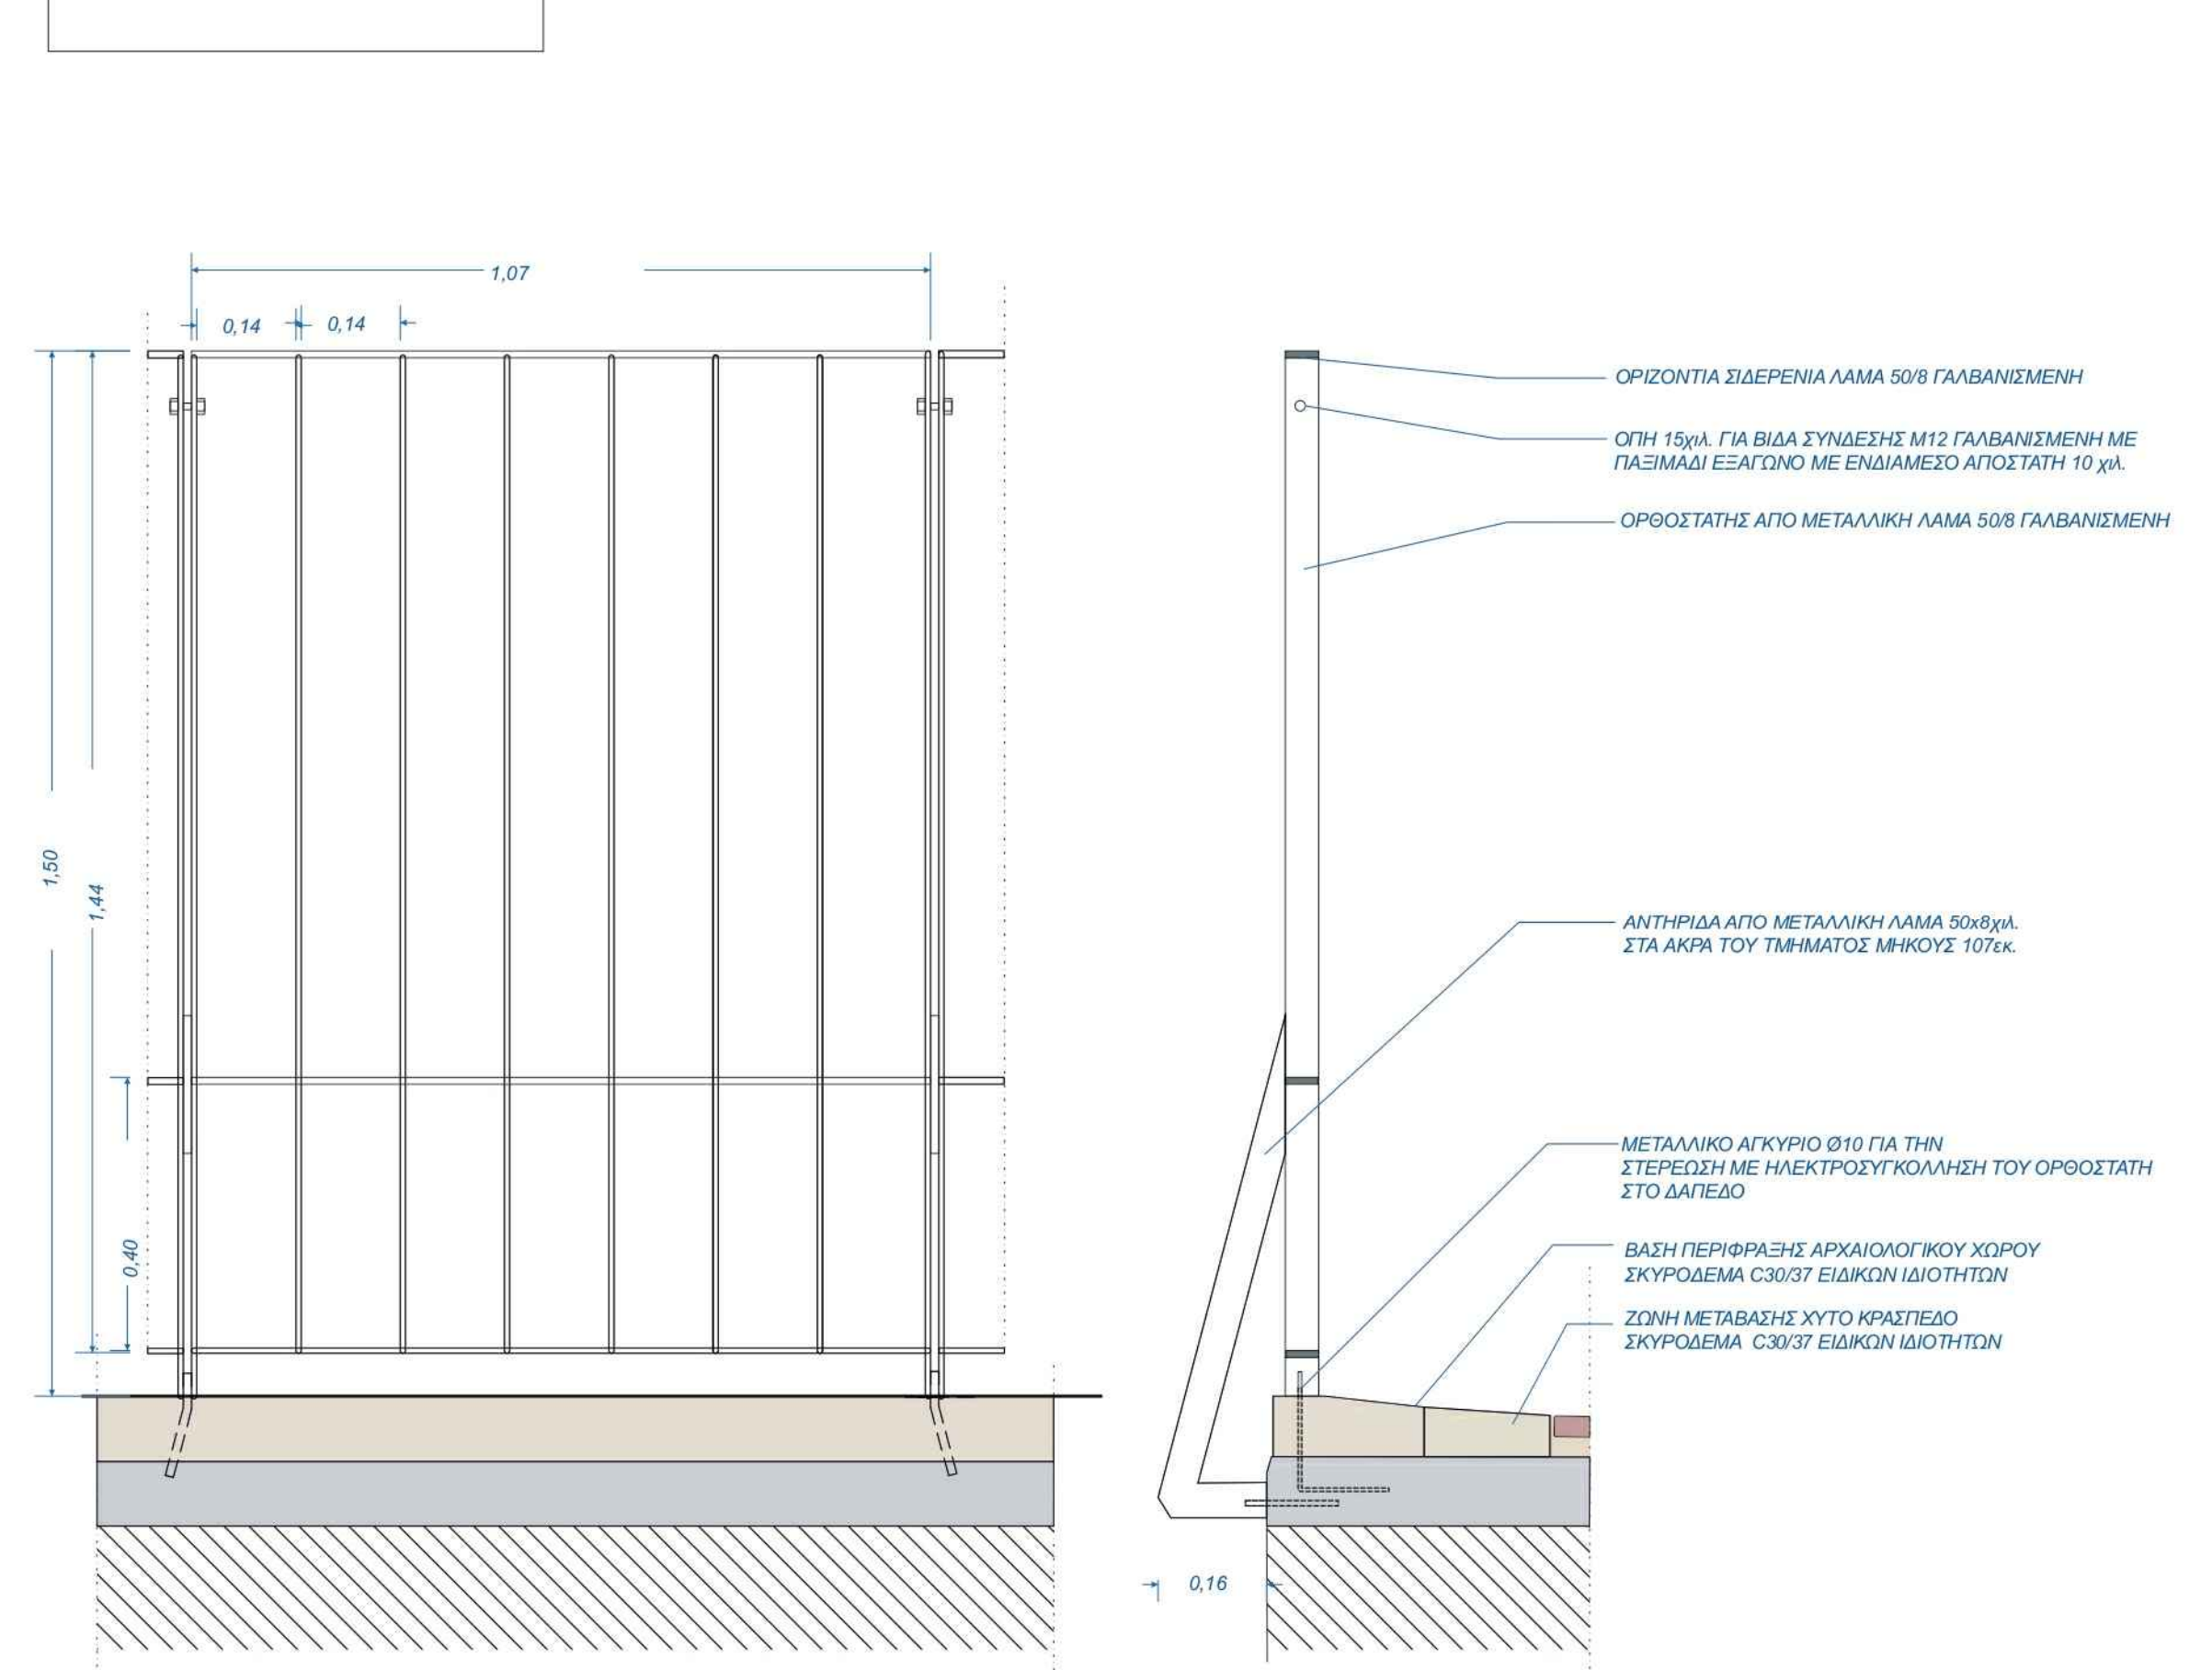 1,07
0,14
0,14
1,50
1,44
0,40
ΟΡΙΖΟΝΤΙΑ ΣΙΔΕΡΕΝΙΑ ΛΑΜΑ 50/8 ΓΑΛΒΑΝΙΣΜΕΝΗ
ΟΠΗ 15χιλ. ΓΙΑ ΒΙΔΑ ΣΥΝΔΕΣΗΣ Μ12 ΓΑΛΒΑΝΙΣΜΕΝΗ ΜΕ
ΠΑΞΙΜΑΔΙ ΕΞΑΓΩΝΟ ΜΕ ΕΝΔΙΑΜΕΣΟ ΑΠΟΣΤΑΤΗ 10 χιλ.
ΟΡΘΟΣΤΑΤΗΣ ΑΠΟ ΜΕΤΑΛΛΙΚΗ ΛΑΜΑ 50/8 ΓΑΛΒΑΝΙΣΜΕΝΗ
ΑΝΤΗΡΙΔΑ ΑΠΟ ΜΕΤΑΛΛΙΚΗ ΛΑΜΑ 50x8χιλ.
ΣΤΑ ΑΚΡΑ ΤΟΥ ΤΜΗΜΑΤΟΣ ΜΗΚΟΥΣ 107εκ.
ΜΕΤΑΛΛΙΚΟ ΑΓΚΥΡΙΟ Ø10 ΓΙΑ ΤΗΝ
ΣΤΕΡΕΩΣΗ ΜΕ ΗΛΕΚΤΡΟΣΥΓΚΟΛΛΗΣΗ ΤΟΥ ΟΡΘΟΣΤΑΤΗ
ΣΤΟ ΔΑΠΕΔΟ
ΒΑΣΗ ΠΕΡΙΦΡΑΞΗΣ ΑΡΧΑΙΟΛΟΓΙΚΟΥ ΧΩΡΟΥ
ΣΚΥΡΟΔΕΜΑ C30/37 ΕΙΔΙΚΩΝ ΙΔΙΟΤΗΤΩΝ
ΖΩΝΗ ΜΕΤΑΒΑΣΗΣ ΧΥΤΟ ΚΡΑΣΠΕΔΟ
ΣΚΥΡΟΔΕΜΑ C30/37 ΕΙΔΙΚΩΝ ΙΔΙΟΤΗΤΩΝ
0,16